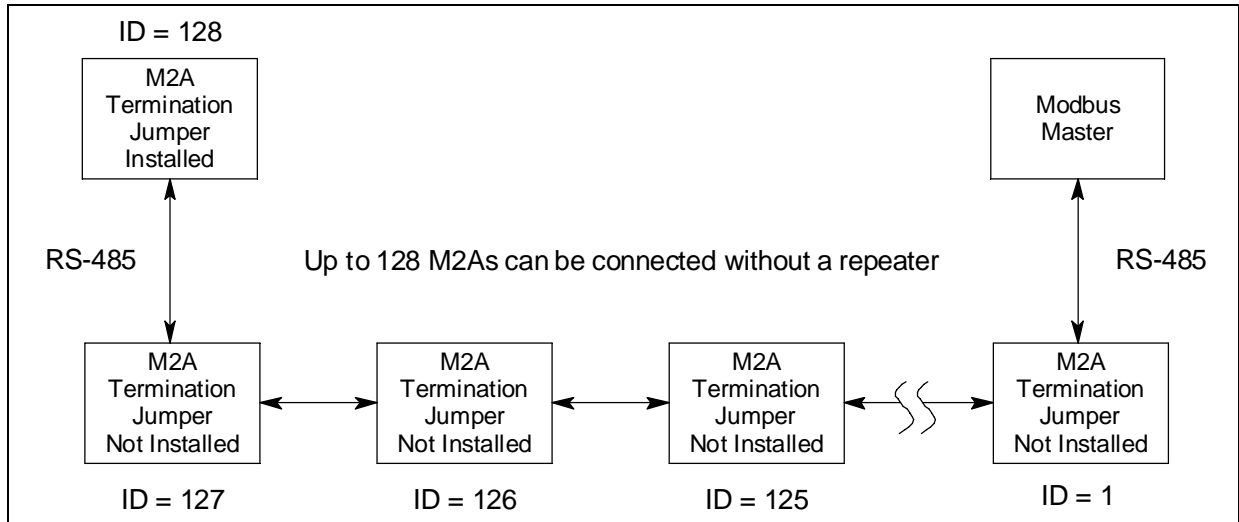 ID = 128
M2A
Termination
Jumper
Installed
Modbus
Master
RS-485
Up to 128 M2As can be connected without a repeater
RS-485
M2A
Termination
Jumper
Not Installed
M2A
Termination
Jumper
Not Installed
M2A
Termination
Jumper
Not Installed
M2A
Termination
Jumper
Not Installed
ID = 127
ID = 126
ID = 125
ID = 1